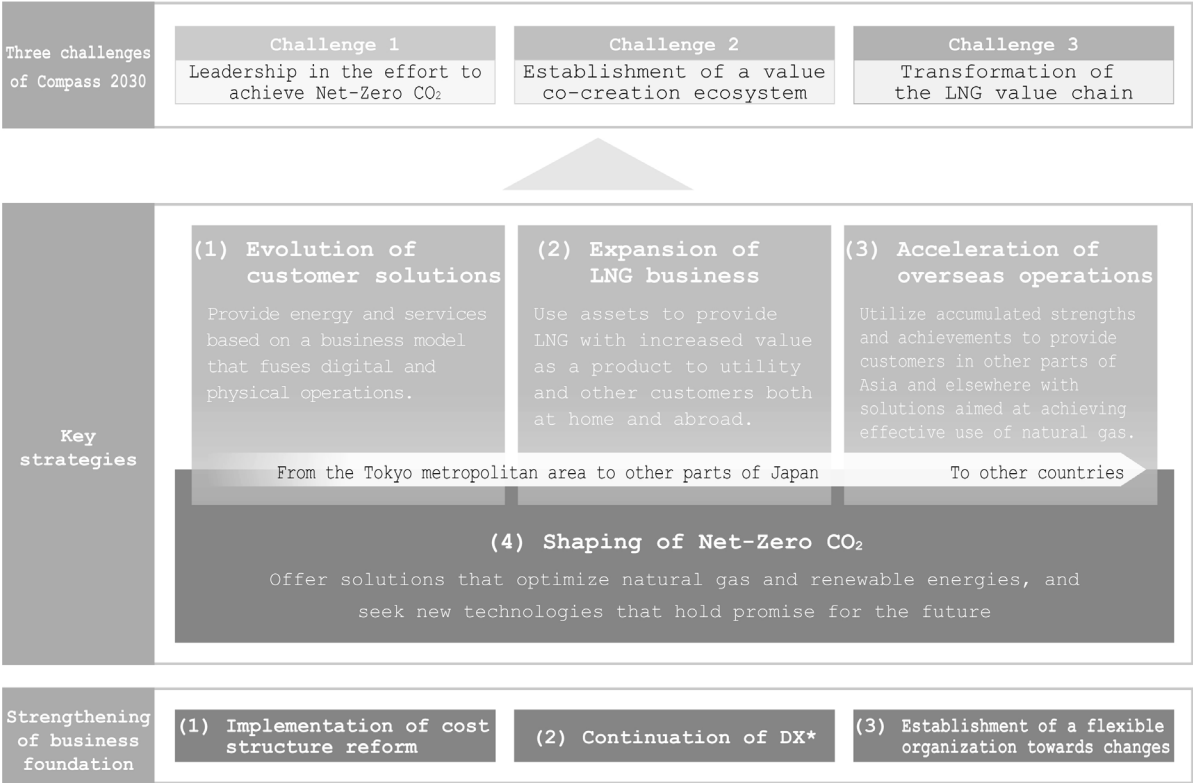 Three challenges
of Compass 2030
Challenge 1
Leadership in the effort to
achieve Net-Zero CO₂
Challenge 2
Establishment of a value
co-creation ecosystem
Challenge 3
Transformation of
the LNG value chain
Key
strategies
(1) Evolution of
customer solutions
Provide energy and services
based on a business model
that fuses digital and
physical operations.
(2) Expansion of
LNG business
Use assets to provide
LNG with increased value
as a product to utility
and other customers both
at home and abroad.
(3) Acceleration of
overseas operations
Utilize accumulated strengths
and achievements to provide
customers in other parts of
Asia and elsewhere with
solutions aimed at achieving
effective use of natural gas.
From the Tokyo metropolitan area to other parts of Japan
To other countries
(4) Shaping of Net-Zero CO₂
Offer solutions that optimize natural gas and renewable energies, and
seek new technologies that hold promise for the future
Strengthening
of business
foundation
(1) Implementation of cost
structure reform
(2) Continuation of DX*
(3) Establishment of a flexible
organization towards changes